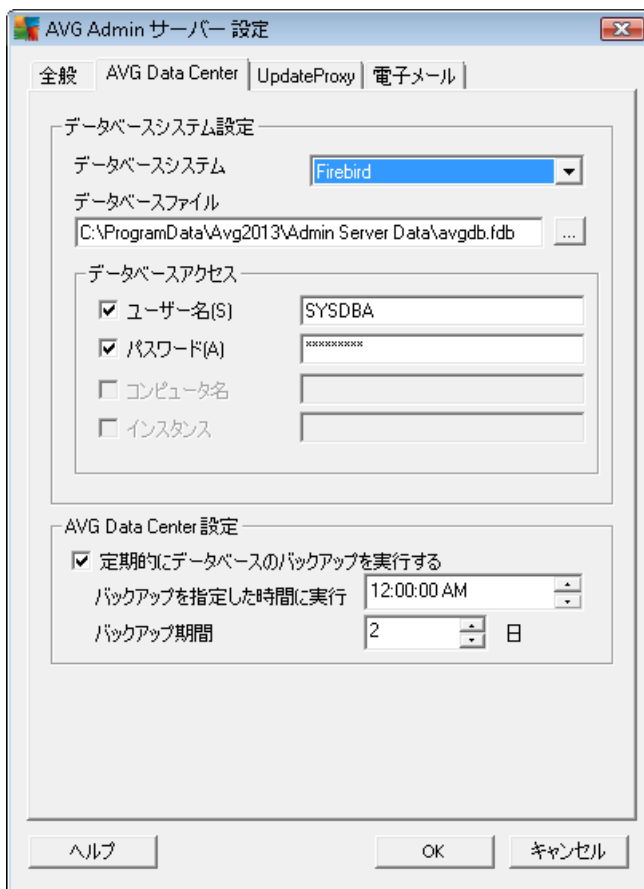 AVG Admin サーバー 設定
全般 AVG Data Center UpdateProxy 電子メール
データベースシステム設定
データベースシステム Firebird
データベースファイル
C:\ProgramData\Avg2013\Admin Server Data\avgdb.fdb ...
データベースアクセス
ユーザー名(S) SYSDBA
パスワード(A) *********
コンピュータ名
インスタンス
AVG Data Center 設定
定期的にデータベースのバックアップを実行する
バックアップを指定した時間に実行 12:00:00 AM
バックアップ期間 2 日
ヘルプ OK キャンセル